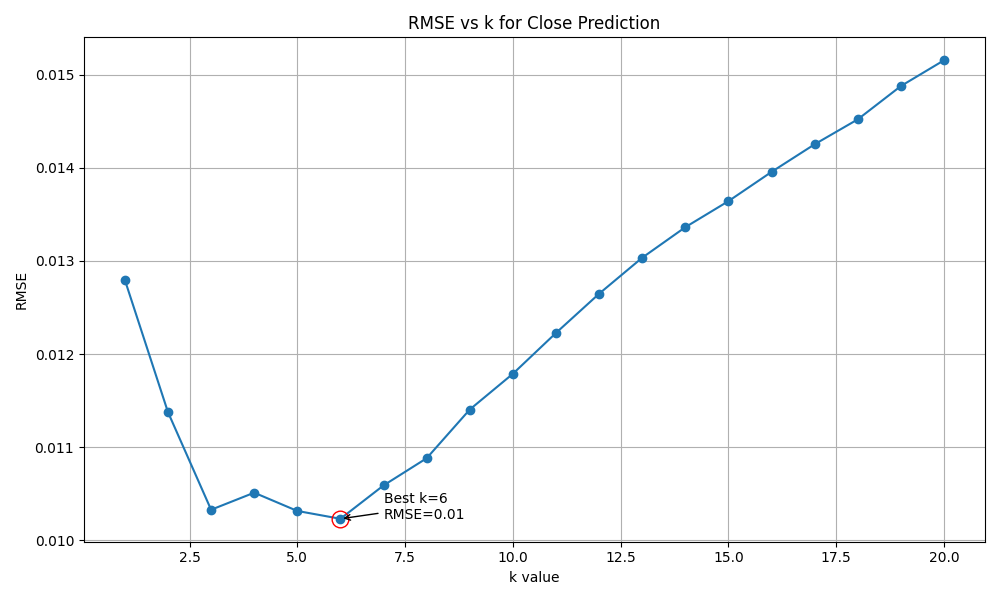 RMSE vs k for Close Prediction
RMSE
0.015
0.014
0.013
0.012
0.011
0.010
Best k=6
RMSE=0.01
2.5 5.0 7.5 10.0 12.5 15.0 17.5 20.0
k value